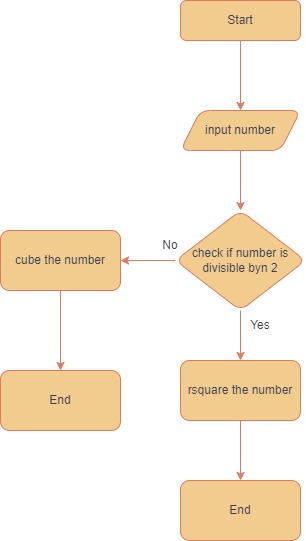 Start
input number
check if number is
divisible byn 2
No
cube the number
Yes
rsquare the number
End
End